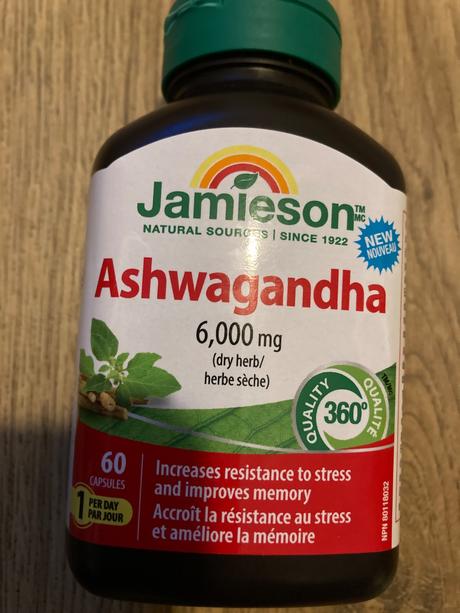 Jamieson TM MC
NATURAL SOURCES | SINCE 1922
NEW
NOUVEAU
Ashwagandha
6,000 mg
(dry herb/
herbe sèche)
QUALITY 360° QUALITÉ
60
CAPSULES
1 PER DAY
PAR JOUR
Increases resistance to stress
and improves memory
Accroît la résistance au stress
et améliore la mémoire
NPN 80118032